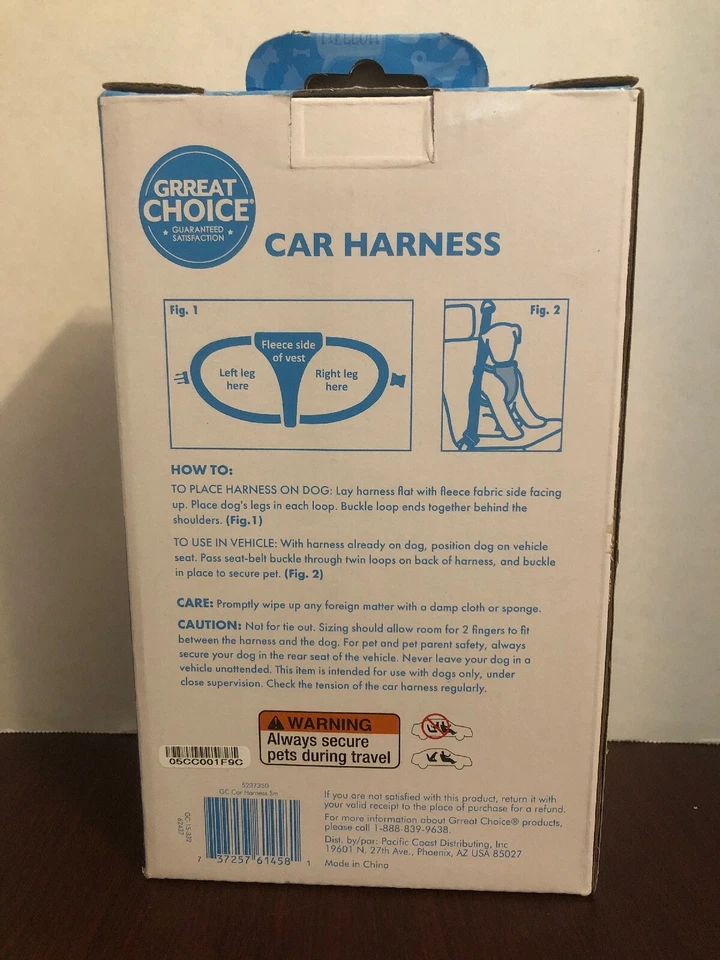 GRREAT
CHOICE®
GUARANTEED
SATISFACTION
CAR HARNESS
Fig. 1
Fleece side
of vest
Left leg
here
Right leg
here
Fig. 2
HOW TO:
TO PLACE HARNESS ON DOG: Lay harness flat with fleece fabric side facing
up. Place dog's legs in each loop. Buckle loop ends together behind the
shoulders. (Fig.1)
TO USE IN VEHICLE: With harness already on dog, position dog on vehicle
seat. Pass seat-belt buckle through twin loops on back of harness, and buckle
in place to secure pet. (Fig. 2)
CARE: Promptly wipe up any foreign matter with a damp cloth or sponge.
CAUTION: Not for tie out. Sizing should allow room for 2 fingers to fit
between the harness and the dog. For pet and pet parent safety, always
secure your dog in the rear seat of the vehicle. Never leave your dog in a
vehicle unattended. This item is intended for use with dogs only, under
close supervision. Check the tension of the car harness regularly.
WARNING
Always secure
pets during travel
05CC001F9C
5237350
GC Car Harness Sm
7 37257 61458 1
If you are not satisfied with this product, return it with
your valid receipt to the place of purchase for a refund.
For more information about Grreat Choice® products,
please call 1-888-839-9638.
Dist. by/par: Pacific Coast Distributing, Inc
19601 N. 27th Ave., Phoenix, AZ USA 85027
Made in China